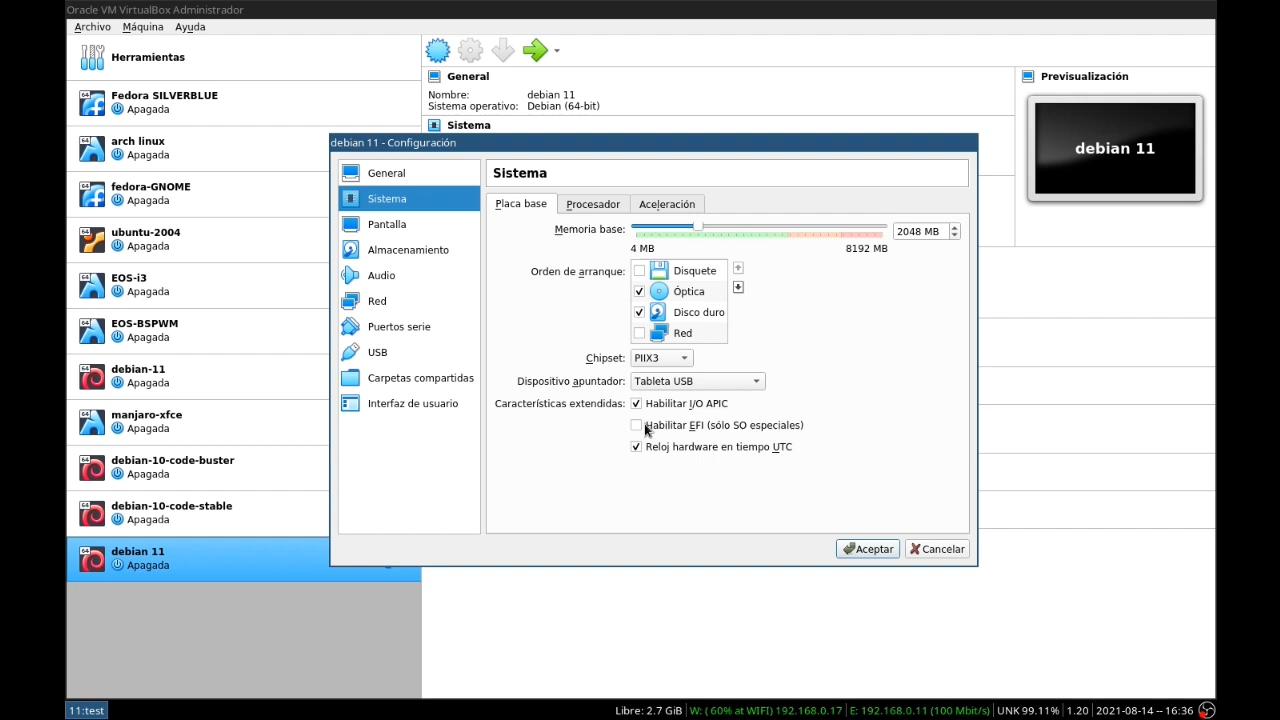 Oracle VM VirtualBox Administrador
Archivo Máquina Ayuda
Herramientas
Fedora SILVERBLUE
Apagada
arch linux
Apagada
fedora-GNOME
Apagada
ubuntu-2004
Apagada
EOS-i3
Apagada
EOS-BSPWM
Apagada
debian-11
Apagada
manjaro-xfce
Apagada
debian-10-code-buster
Apagada
debian-10-code-stable
Apagada
debian 11
Apagada
General
Nombre: debian 11
Sistema operativo: Debian (64-bit)
Sistema
Previsualización
debian 11
debian 11 - Configuración
General
Sistema
Pantalla
Almacenamiento
Audio
Red
Puertos serie
USB
Carpetas compartidas
Interfaz de usuario
Sistema
Placa base Procesador Aceleración
Memoria base: 2048 MB
4 MB 8192 MB
Orden de arranque: Disquete
Óptica
Disco duro
Red
Chipset: PIIX3
Dispositivo apuntador: Tableta USB
Características extendidas: Habilitar I/O APIC
Habilitar EFI (sólo SO especiales)
Reloj hardware en tiempo UTC
Aceptar Cancelar
11:test Libre: 2.7 GiB | W: ( 60% at WIFI) 192.168.0.17 | E: 192.168.0.11 (100 Mbit/s) | UNK 99.11% | 1.20 | 2021-08-14 -- 16:36